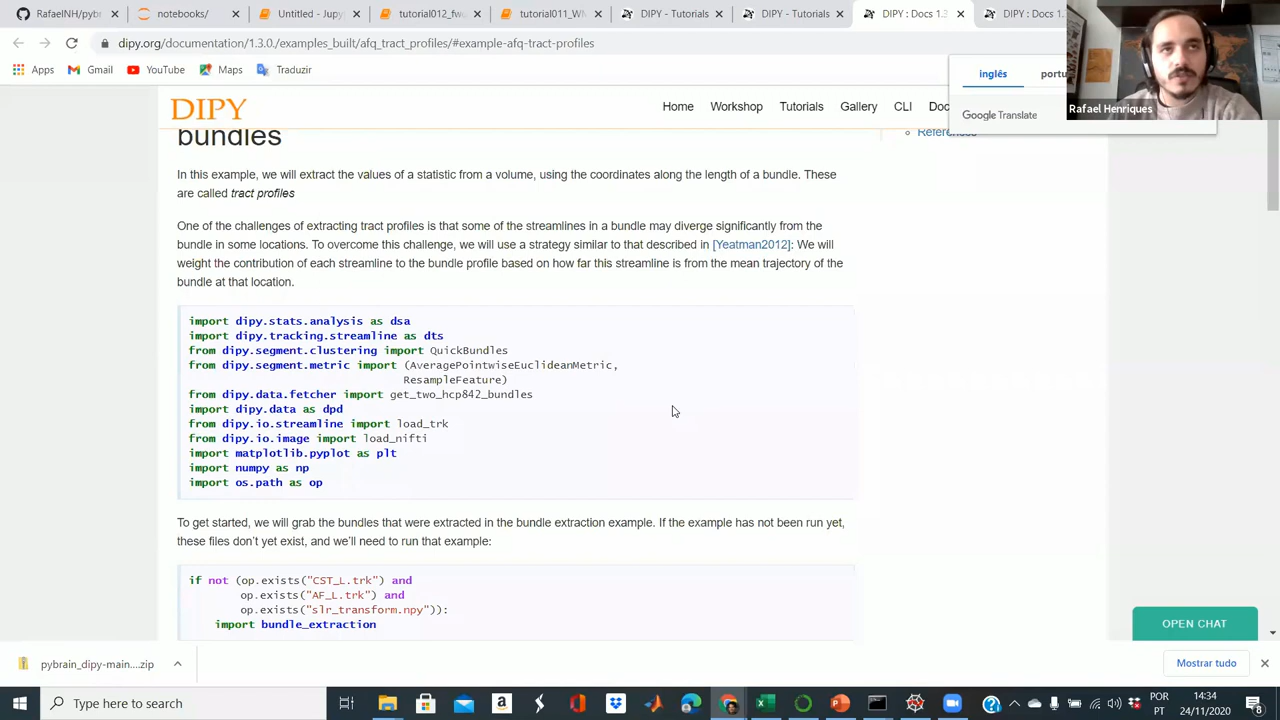 RafaelNH/pybr
notebooks/
Untitled - Jupy
tutorial012_fwe
tutorial011_WM
DIPY - Tutorials
DIPY - Tutorials
DIPY : Docs 1.3
DIPY : Docs 1.
dipy.org/documentation/1.3.0./examples_built/afq_tract_profiles/#example-afq-tract-profiles
Apps
Gmail
YouTube
Maps
Traduzir
inglês
portu
Google Translate
Rafael Henriques
DIPY
Home
Workshop
Tutorials
Gallery
CLI
Doc
bundles
References
In this example, we will extract the values of a statistic from a volume, using the coordinates along the length of a bundle. These
are called tract profiles
One of the challenges of extracting tract profiles is that some of the streamlines in a bundle may diverge significantly from the
bundle in some locations. To overcome this challenge, we will use a strategy similar to that described in [Yeatman2012]: We will
weight the contribution of each streamline to the bundle profile based on how far this streamline is from the mean trajectory of the
bundle at that location.
import dipy.stats.analysis as dsa
import dipy.tracking.streamline as dts
from dipy.segment.clustering import QuickBundles
from dipy.segment.metric import (AveragePointwiseEuclideanMetric,
ResampleFeature)
from dipy.data.fetcher import get_two_hcp842_bundles
import dipy.data as dpd
from dipy.io.streamline import load_trk
from dipy.io.image import load_nifti
import matplotlib.pyplot as plt
import numpy as np
import os.path as op
To get started, we will grab the bundles that were extracted in the bundle extraction example. If the example has not been run yet,
these files don't yet exist, and we'll need to run that example:
if not (op.exists("CST_L.trk") and
op.exists("AF_L.trk") and
op.exists("slr_transform.npy")):
import bundle_extraction
OPEN CHAT
pybrain_dipy-main....zip
Mostrar tudo
Type here to search
POR
PT
14:34
24/11/2020
8